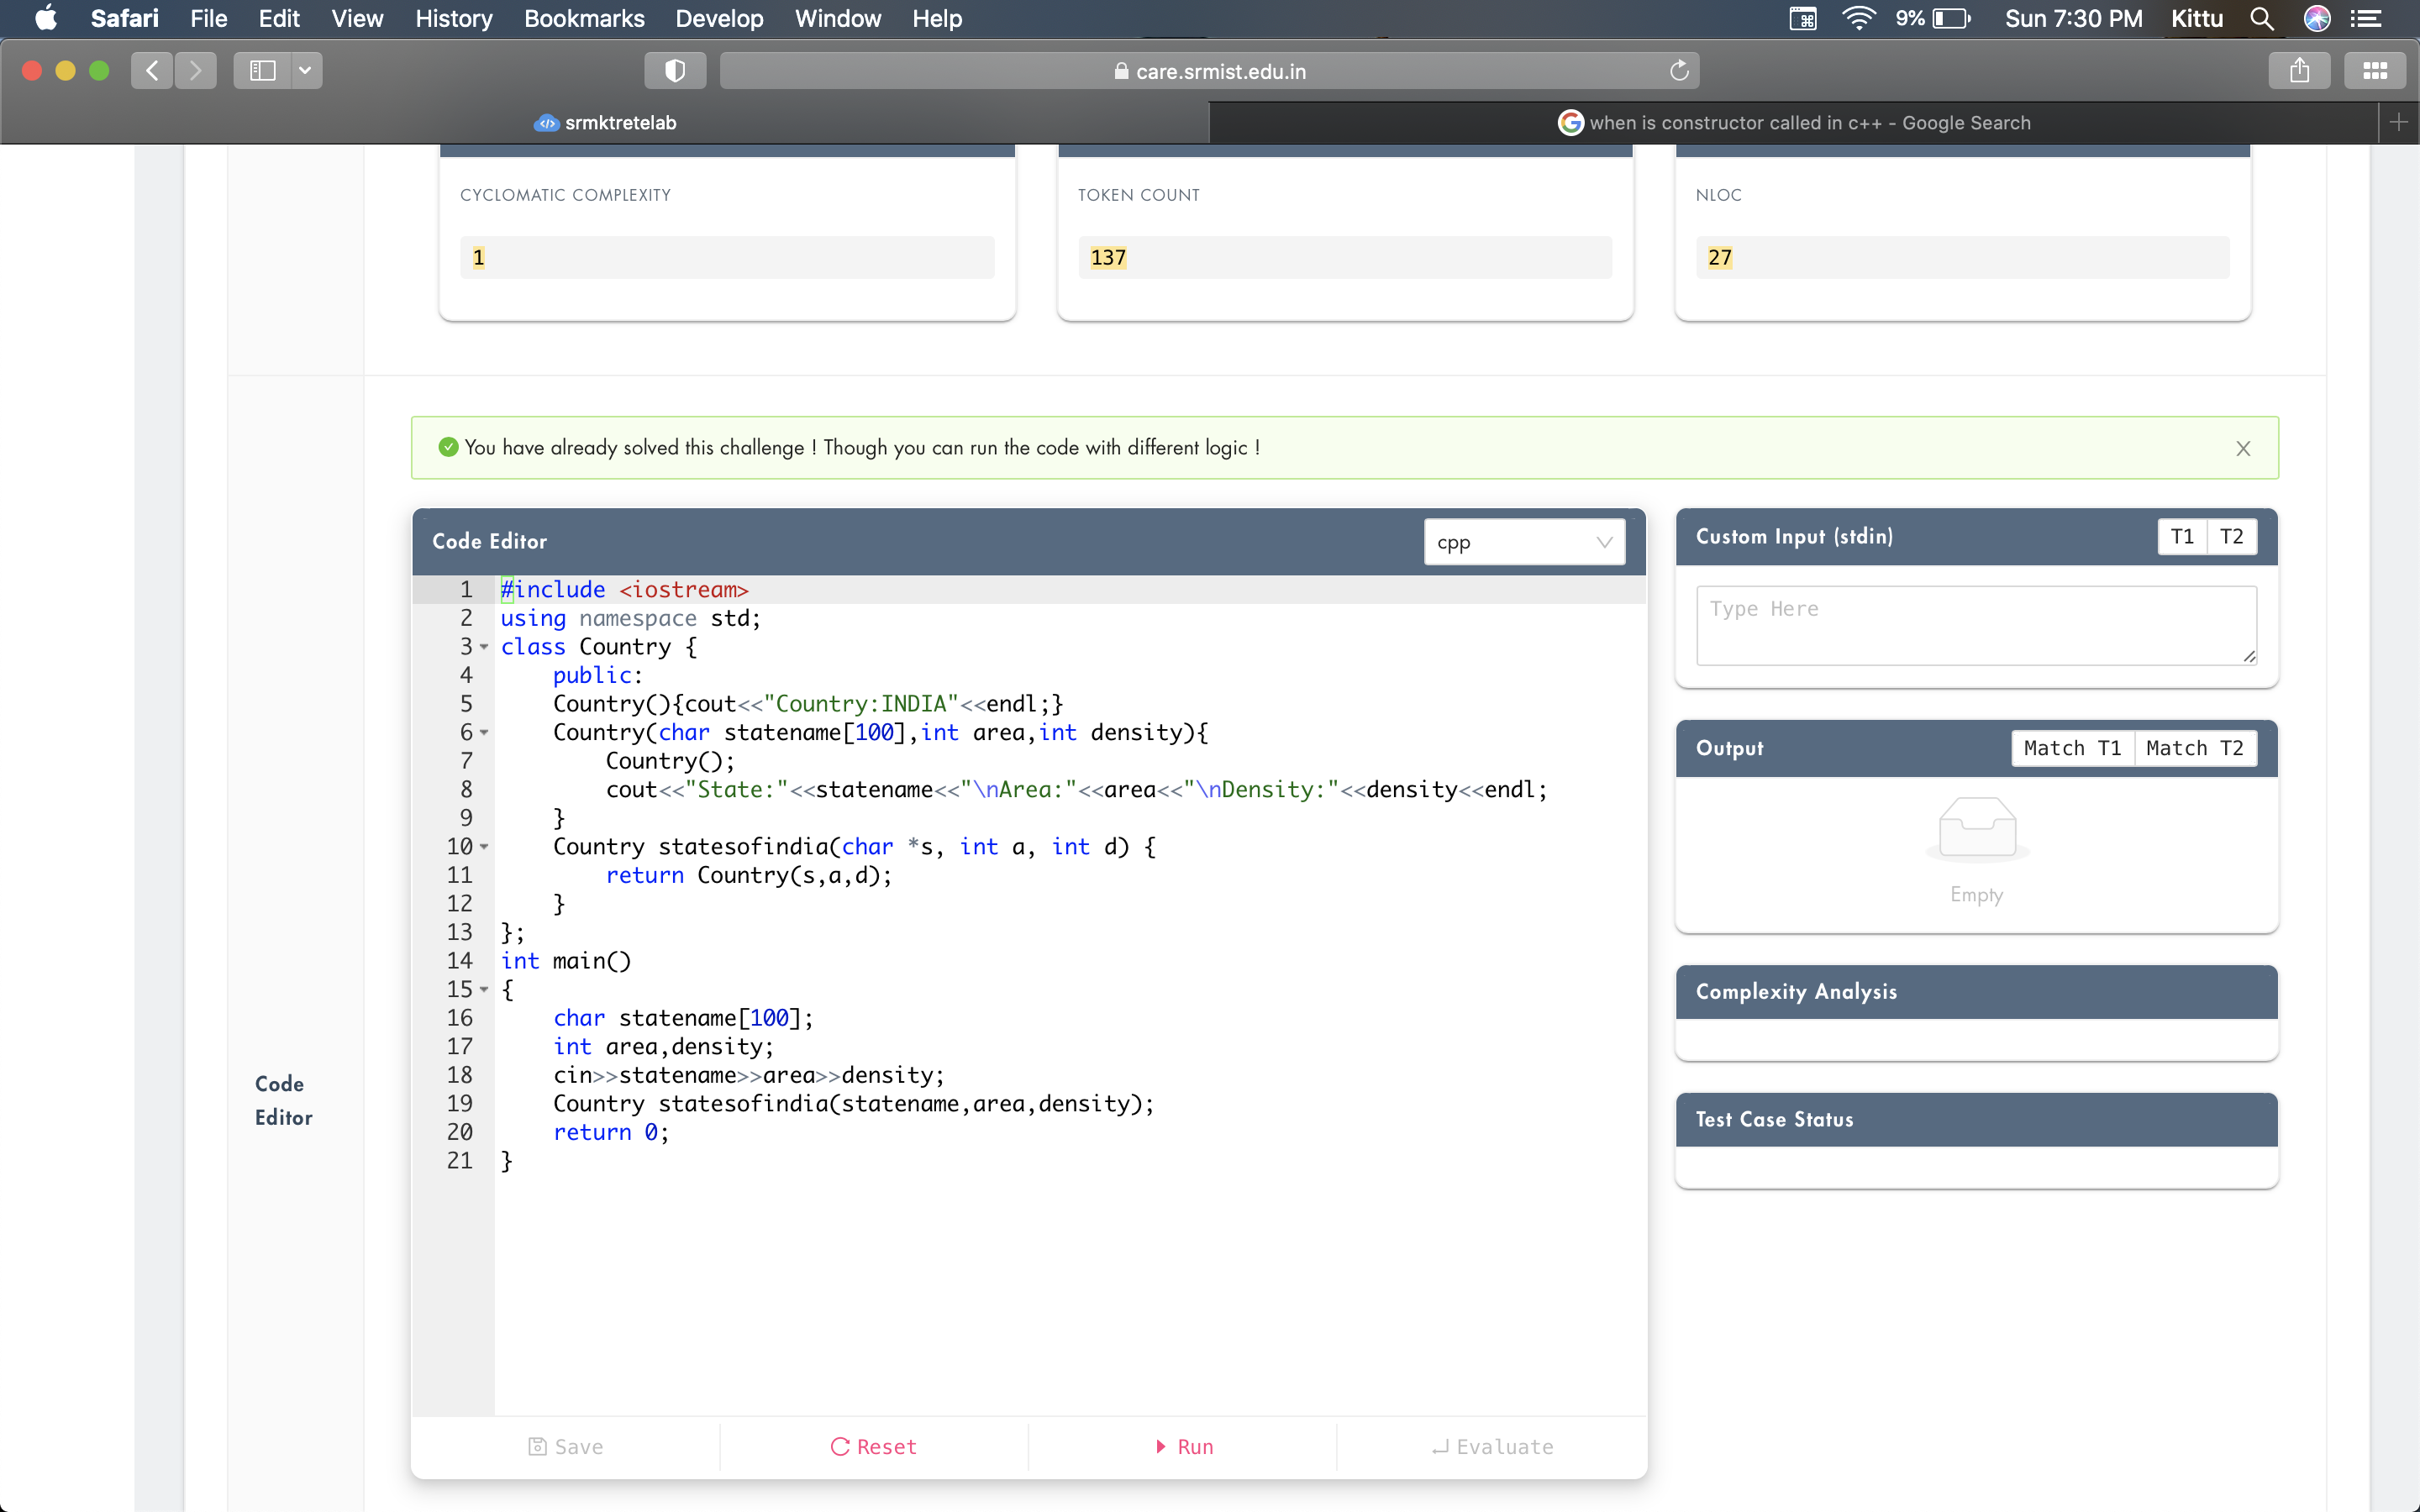 Safari File Edit View History Bookmarks Develop Window Help 9% Sun 7:30 PM Kittu
care.srmist.edu.in
srmktretelab when is constructor called in c++ - Google Search
CYCLOMATIC COMPLEXITY TOKEN COUNT NLOC
1 137 27
You have already solved this challenge ! Though you can run the code with different logic !
Code Editor cpp
1 #include <iostream>
2 using namespace std;
3 class Country {
4     public:
5     Country(){cout<<"Country:INDIA"<<endl;}
6     Country(char statename[100],int area,int density){
7         Country();
8         cout<<"State:"<<statename<<"\nArea:"<<area<<"\nDensity:"<<density<<endl;
9     }
10     Country statesofindia(char *s, int a, int d) {
11         return Country(s,a,d);
12     }
13 };
14 int main()
15 {
16     char statename[100];
17     int area,density;
18     cin>>statename>>area>>density;
19     Country statesofindia(statename,area,density);
20     return 0;
21 }
Code
Editor
Save Reset Run Evaluate
Custom Input (stdin) T1 T2
Type Here
Output Match T1 Match T2
Empty
Complexity Analysis
Test Case Status